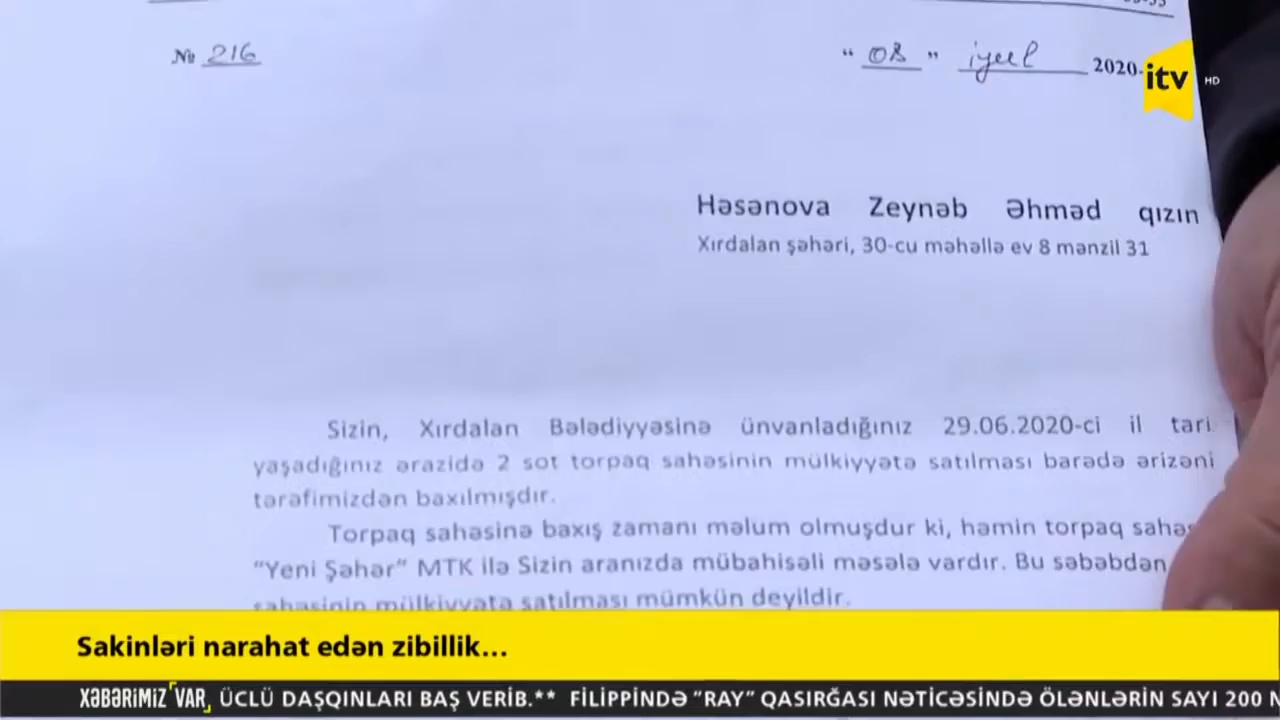 № 216
“ 08 ” iyul 2020-
itv HD
Həsənova Zeynəb Əhməd qızın
Xırdalan şəhəri, 30-cu məhəllə ev 8 mənzil 31
Sizin, Xırdalan Bələdiyyəsinə ünvanladığınız 29.06.2020-ci il tari
yaşadığınız ərazidə 2 sot torpaq sahəsinin mülkiyyətə satılması barədə ərizəni
tərəfimizdən baxılmışdır.
Torpaq sahəsinə baxış zamanı məlum olmuşdur ki, həmin torpaq sahəs
“Yeni Şəhər” MTK ilə Sizin aranızda mübahisəli məsələ vardır. Bu səbəbdən
sahəsinin mülkiyyətə satılması mümkün deyildir.
Sakinləri narahat edən zibillik...
XƏBƏRİMİZ VAR, ÜCLÜ DAŞQINLARI BAŞ VERİB.** FİLİPPİNDƏ “RAY” QASIRĞASI NƏTİCƏSİNDƏ ÖLƏNLƏRİN SAYI 200 N